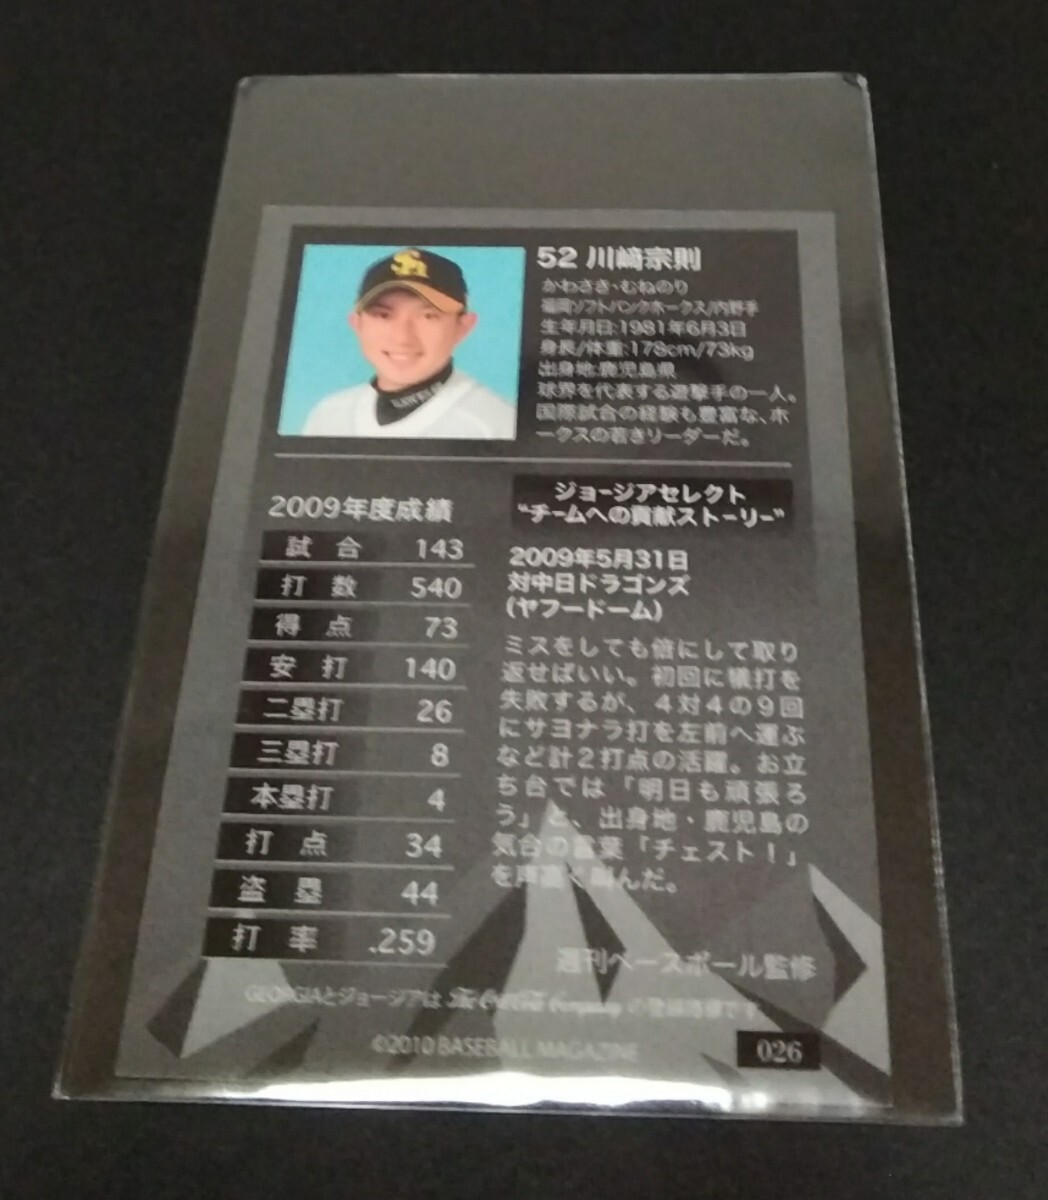 52 川﨑宗則
かわさき・むねのり
福岡ソフトバンクホークス/内野手
生年月日:1981年6月3日
身長/体重:178cm/73kg
出身地:鹿児島県
球界を代表する遊撃手の一人。
国際試合の経験も豊富な、ホ
ークスの若きリーダーだ。
2009年度成績
試合 143
打数 540
得点 73
安打 140
二塁打 26
三塁打 8
本塁打 4
打点 34
盗塁 44
打率 .259
ジョージアセレクト
"チームへの貢献ストーリー"
2009年5月31日
対中日ドラゴンズ
(ヤフードーム)
ミスをしても倍にして取り
返せばいい。初回に犠打を
失敗するが、4対4の9回
にサヨナラ打を左前へ運ぶ
など計2打点の活躍。お立
ち台では「明日も頑張ろ
う」と、出身地・鹿児島の
気合の言葉「チェスト!」
を声高く叫んだ。
週刊ベースボール監修
GEORGIAとジョージアは The Coca-Cola Company の登録商標です。
©2010 BASEBALL MAGAZINE
026